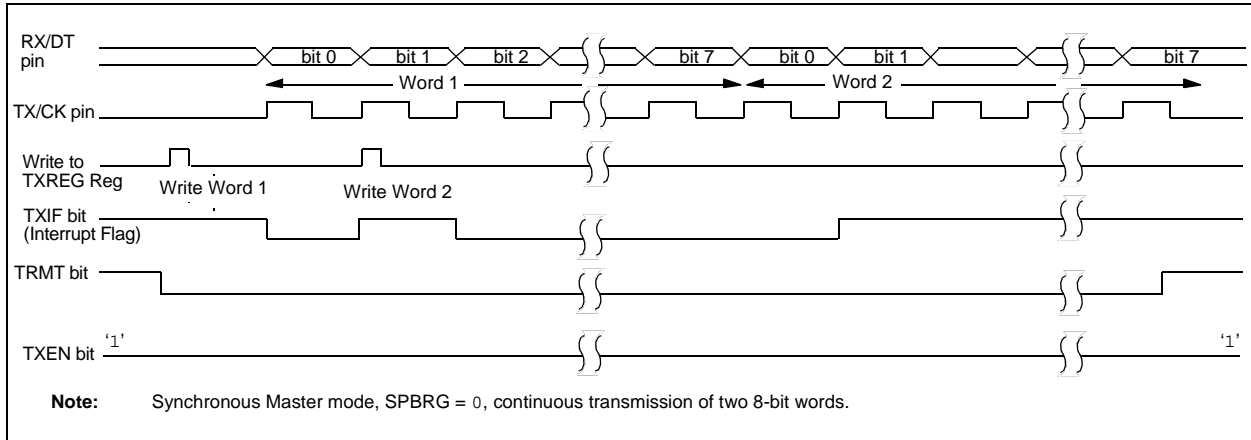 RX/DT
pin
bit 0 bit 1 bit 2 bit 7 bit 0 bit 1 bit 7
Word 1 Word 2
TX/CK pin
Write to
TXREG Reg
Write Word 1 Write Word 2
TXIF bit
(Interrupt Flag)
TRMT bit
‘1’ ‘1’
TXEN bit
Note: Synchronous Master mode, SPBRG = 0, continuous transmission of two 8-bit words.